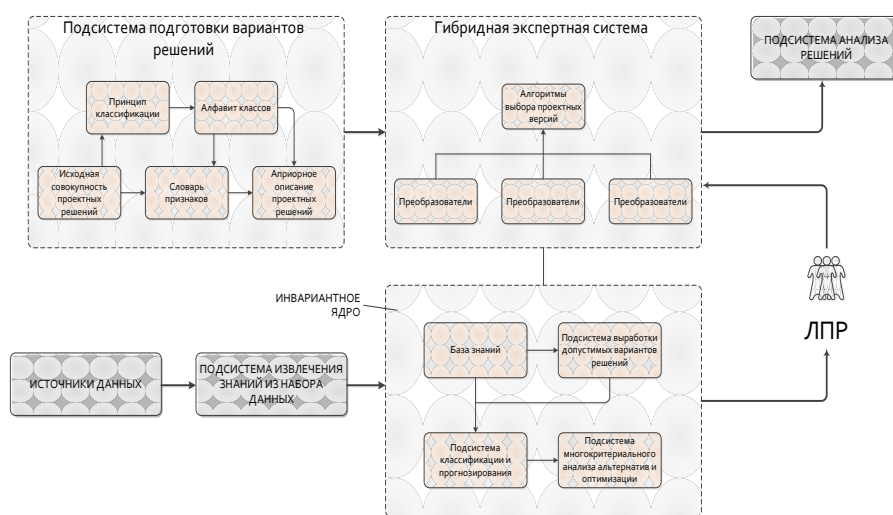 Подсистема подготовки вариантов
решений
Принцип
классификации
Алфавит классов
Исходная
совокупность
проектных
решений
Словарь
признаков
Априорное
описание
проектных
решений
Гибридная экспертная система
Алгоритмы
выбора проектных
версий
Преобразователи
Преобразователи
Преобразователи
ПОДСИСТЕМА АНАЛИЗА
РЕШЕНИЙ
ИНВАРИАНТНОЕ
ЯДРО
ИСТОЧНИКИ ДАННЫХ
ПОДСИСТЕМА ИЗВЛЕЧЕНИЯ
ЗНАНИЙ ИЗ НАБОРА
ДАННЫХ
База знаний
Подсистема выработки
допустимых вариантов
решений
Подсистема
классификации и
прогнозирования
Подсистема
многокритериального
анализа альтернатив и
оптимизации
ЛПР